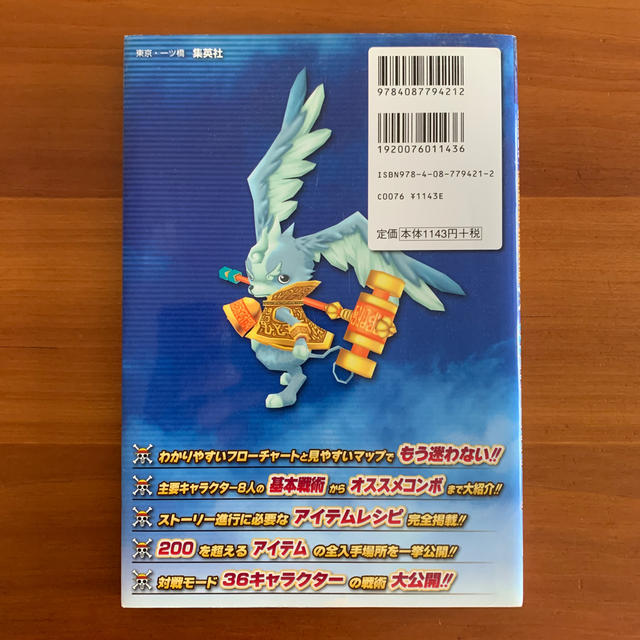 東京・一ツ橋 集英社
9784087794212
1920076011436
ISBN978-4-08-779421-2
C0076 ¥1143E
定価 本体1143円+税
わかりやすいフローチャートと見やすいマップで もう迷わない!!
主要キャラクター8人の 基本戦術 から オススメコンボ まで大紹介!!
ストーリー進行に必要な アイテムレシピ 完全掲載!!
200 を超える アイテム の全入手場所を一挙公開!!
対戦モード 36キャラクター の戦術 大公開!!